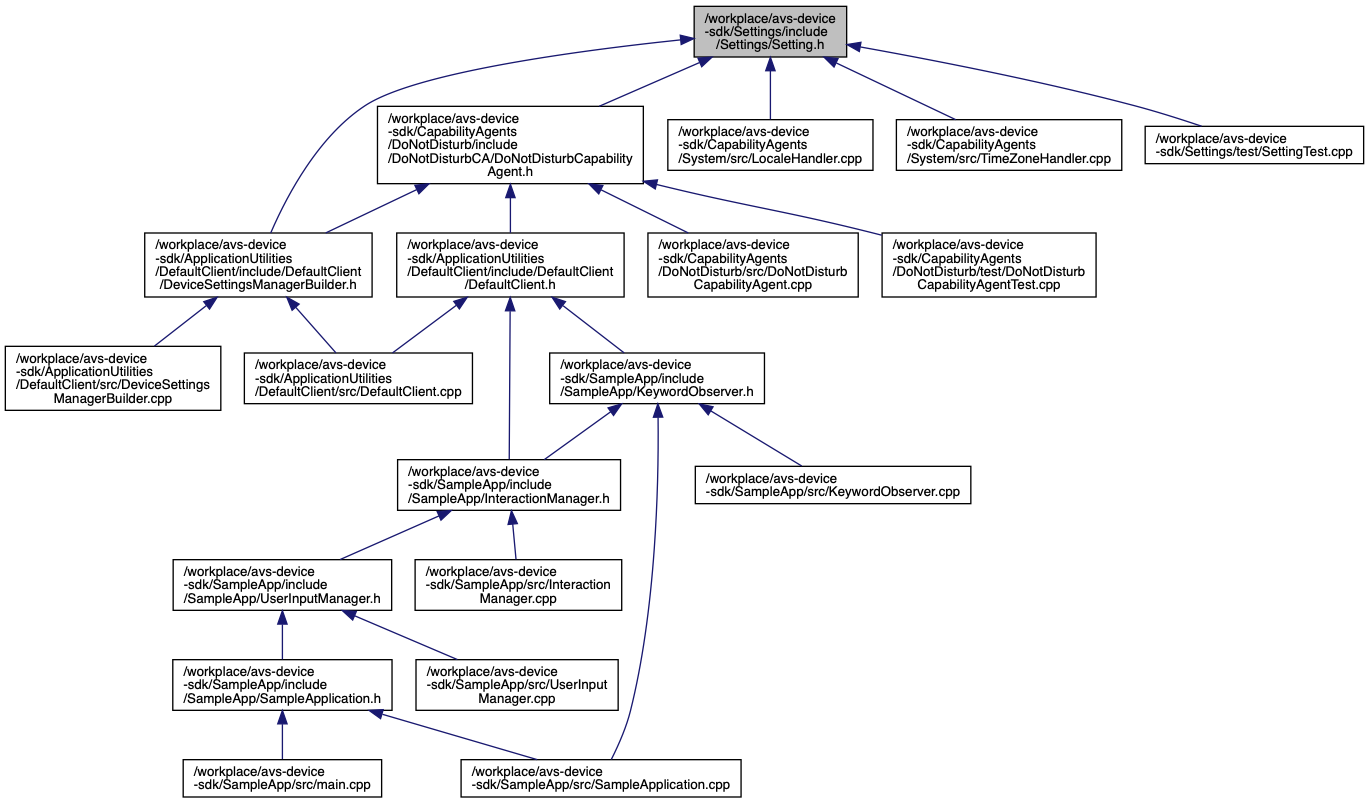 /workplace/avs-device
-sdk/Settings/include
/Settings/Setting.h
/workplace/avs-device
-sdk/CapabilityAgents
/DoNotDisturb/include
/DoNotDisturbCA/DoNotDisturbCapability
Agent.h
/workplace/avs-device
-sdk/CapabilityAgents
/System/src/LocaleHandler.cpp
/workplace/avs-device
-sdk/CapabilityAgents
/System/src/TimeZoneHandler.cpp
/workplace/avs-device
-sdk/Settings/test/SettingTest.cpp
/workplace/avs-device
-sdk/ApplicationUtilities
/DefaultClient/include/DefaultClient
/DeviceSettingsManagerBuilder.h
/workplace/avs-device
-sdk/ApplicationUtilities
/DefaultClient/include/DefaultClient
/DefaultClient.h
/workplace/avs-device
-sdk/CapabilityAgents
/DoNotDisturb/src/DoNotDisturb
CapabilityAgent.cpp
/workplace/avs-device
-sdk/CapabilityAgents
/DoNotDisturb/test/DoNotDisturb
CapabilityAgentTest.cpp
/workplace/avs-device
-sdk/ApplicationUtilities
/DefaultClient/src/DeviceSettings
ManagerBuilder.cpp
/workplace/avs-device
-sdk/ApplicationUtilities
/DefaultClient/src/DefaultClient.cpp
/workplace/avs-device
-sdk/SampleApp/include
/SampleApp/KeywordObserver.h
/workplace/avs-device
-sdk/SampleApp/include
/SampleApp/InteractionManager.h
/workplace/avs-device
-sdk/SampleApp/src/KeywordObserver.cpp
/workplace/avs-device
-sdk/SampleApp/include
/SampleApp/UserInputManager.h
/workplace/avs-device
-sdk/SampleApp/src/Interaction
Manager.cpp
/workplace/avs-device
-sdk/SampleApp/include
/SampleApp/SampleApplication.h
/workplace/avs-device
-sdk/SampleApp/src/UserInput
Manager.cpp
/workplace/avs-device
-sdk/SampleApp/src/main.cpp
/workplace/avs-device
-sdk/SampleApp/src/SampleApplication.cpp